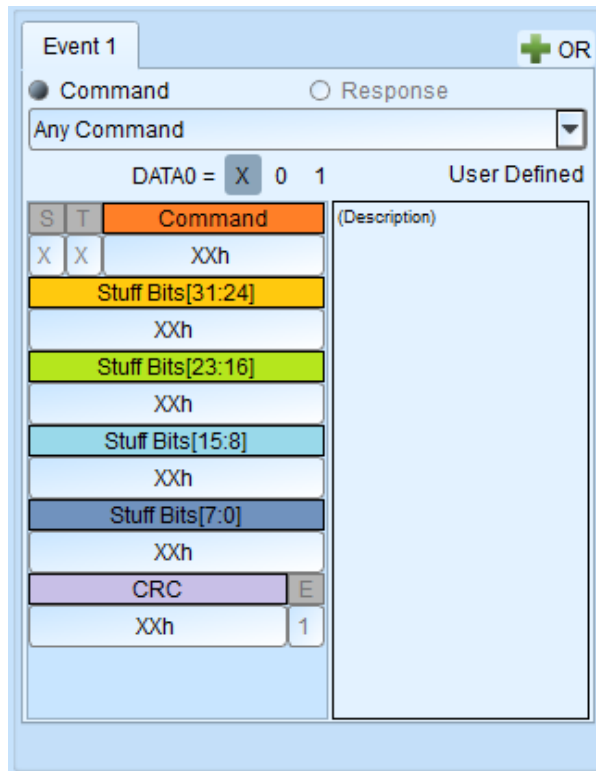 Event 1
OR
Command Response
Any Command
DATA0 = X 0 1 User Defined
S T Command
(Description)
X X XXh
Stuff Bits[31:24]
XXh
Stuff Bits[23:16]
XXh
Stuff Bits[15:8]
XXh
Stuff Bits[7:0]
XXh
CRC E
XXh 1